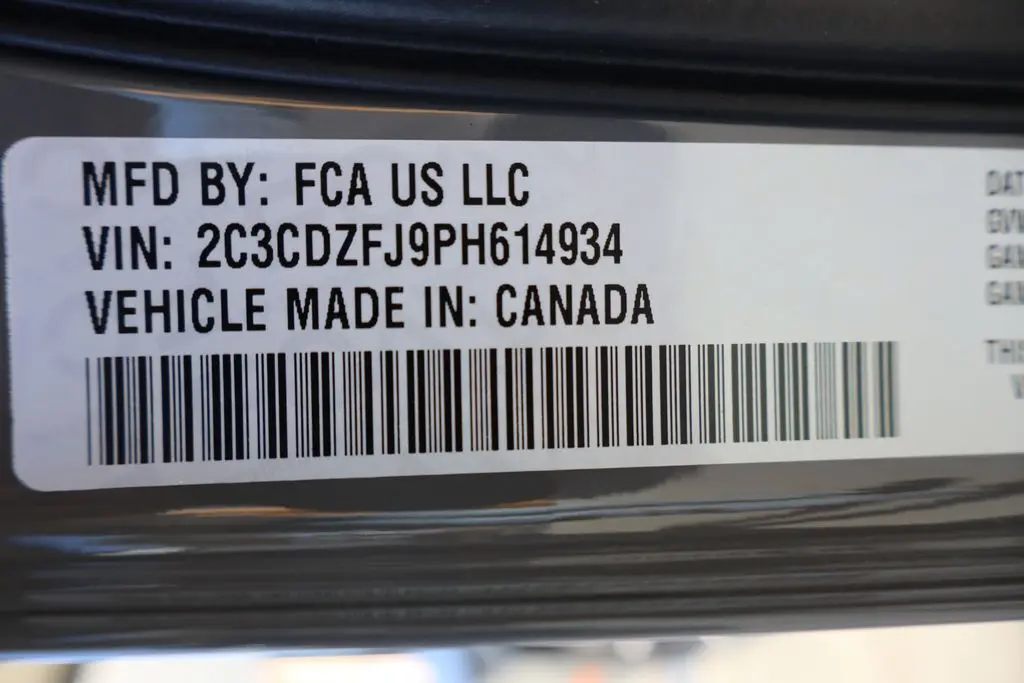 MFD BY: FCA US LLC
VIN: 2C3CDZFJ9PH614934
VEHICLE MADE IN: CANADA